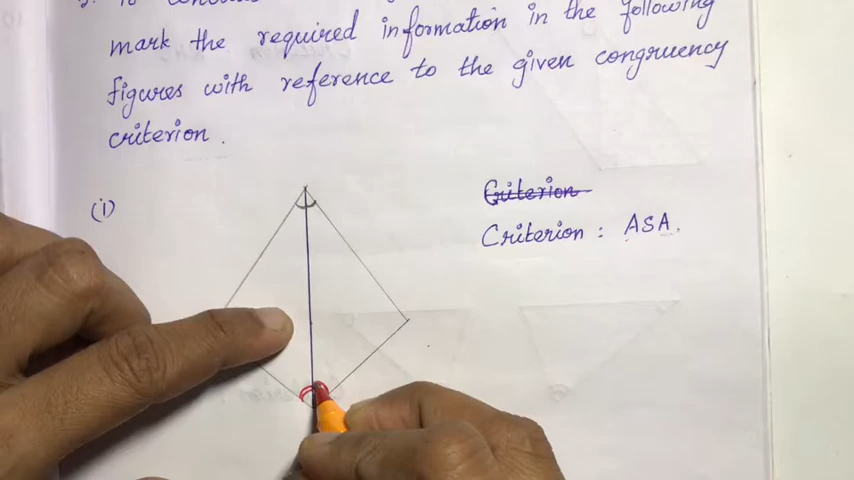 mark the required information in the following
figures with reference to the given congruency
criterion.
(i)
Criterion
Criterion : ASA.